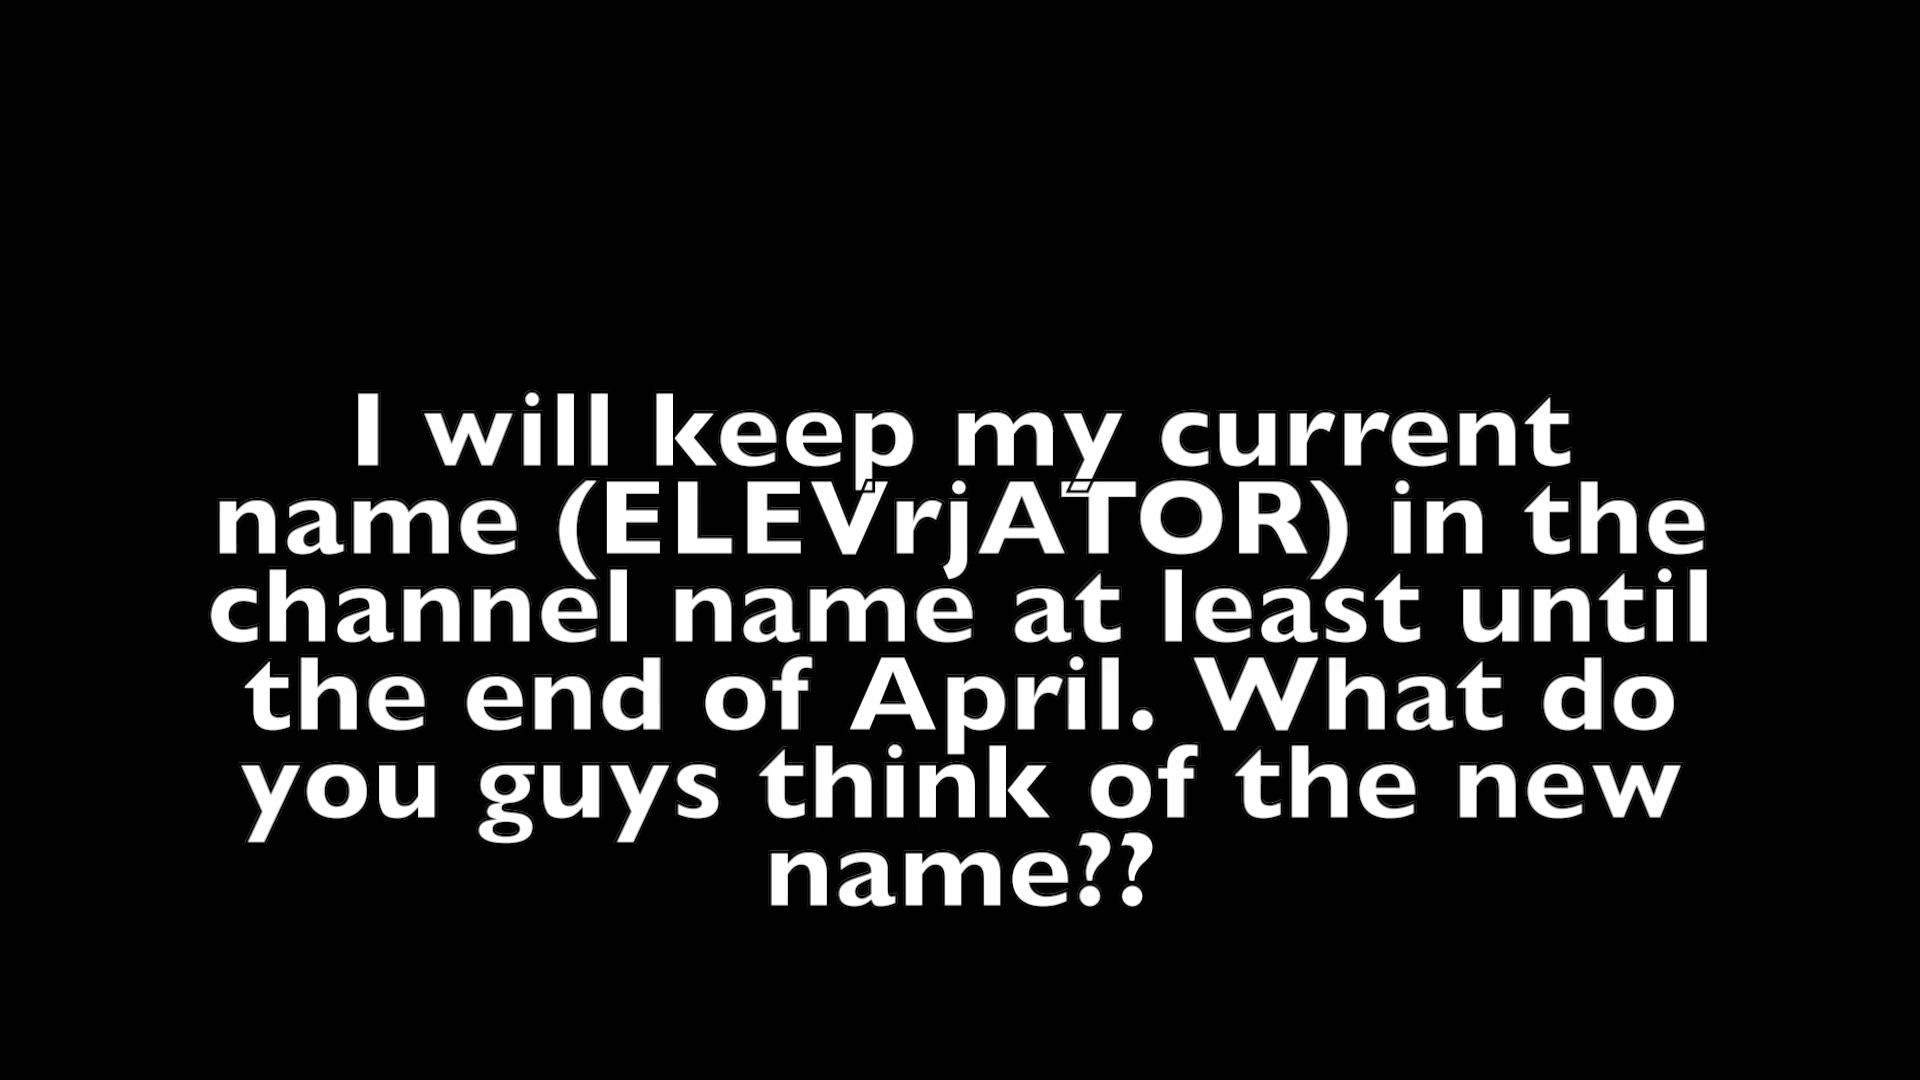 I will keep my current
name (ELEVrjATOR) in the
channel name at least until
the end of April. What do
you guys think of the new
name??